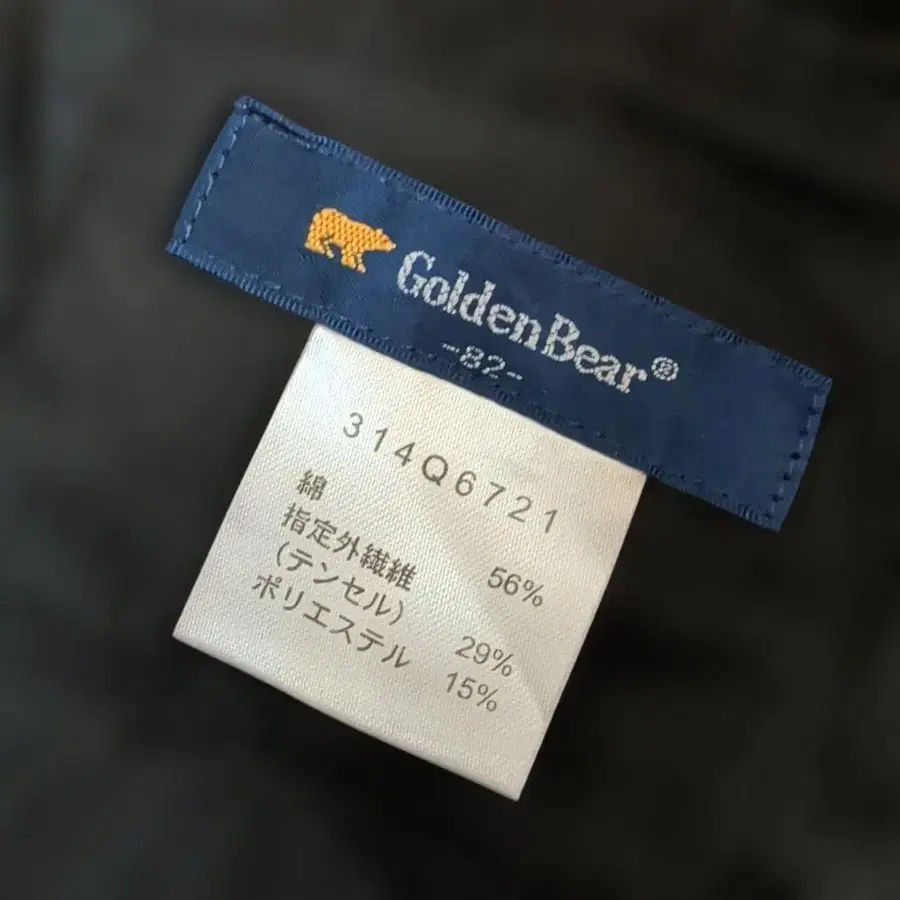 GoldenBear®
-82-
314Q6721
綿 56%
指定外繊維
(テンセル) 29%
ポリエステル 15%